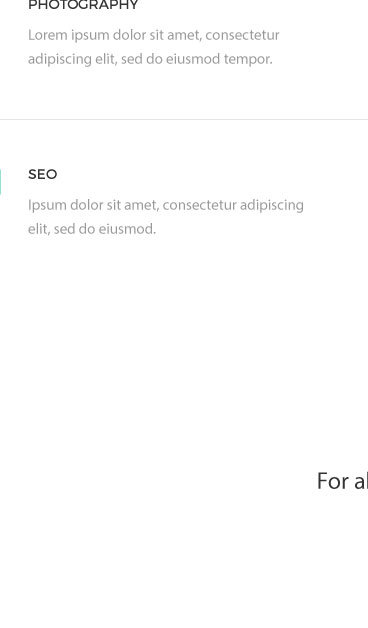 PHOTOGRAPHY
Lorem ipsum dolor sit amet, consectetur
adipiscing elit, sed do eiusmod tempor.
SEO
Ipsum dolor sit amet, consectetur adipiscing
elit, sed do eiusmod.
For